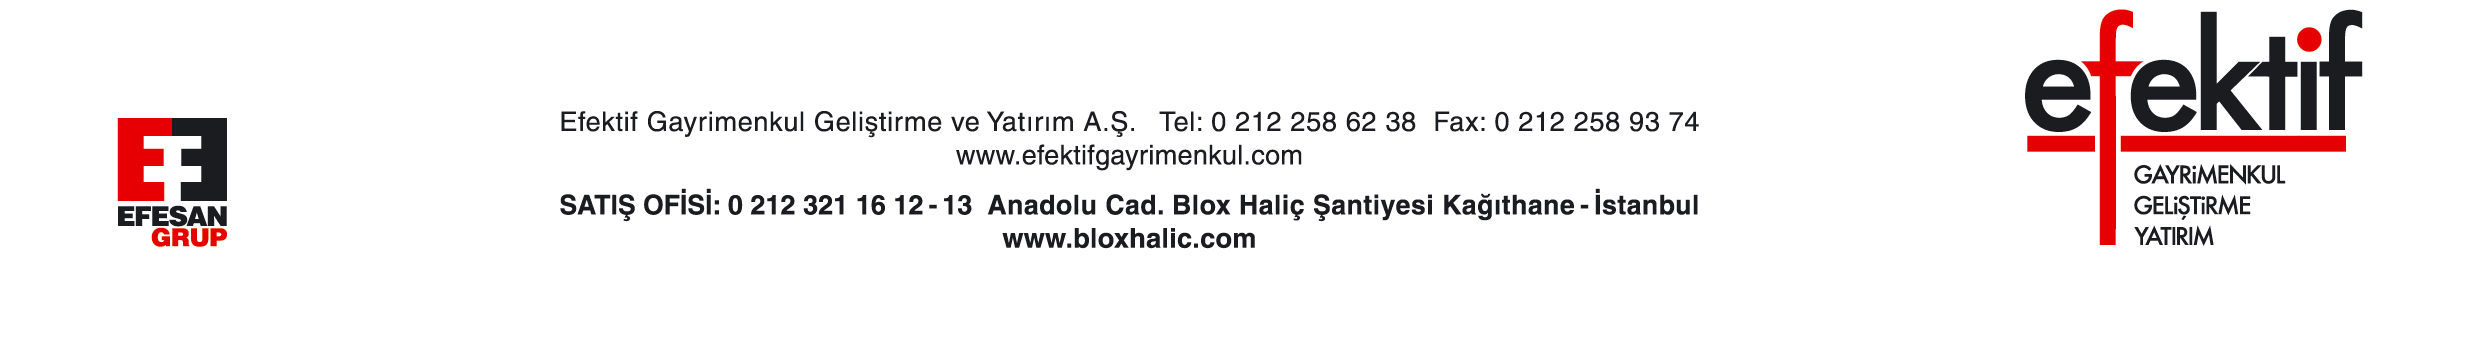 EFESAN
GRUP
Efektif Gayrimenkul Geliştirme ve Yatırım A.Ş. Tel: 0 212 258 62 38 Fax: 0 212 258 93 74
www.efektifgayrimenkul.com
SATIŞ OFİSİ: 0 212 321 16 12 - 13 Anadolu Cad. Blox Haliç Şantiyesi Kağıthane - İstanbul
www.bloxhalic.com
efektif
GAYRiMENKUL
GELiŞTiRME
YATIRIM